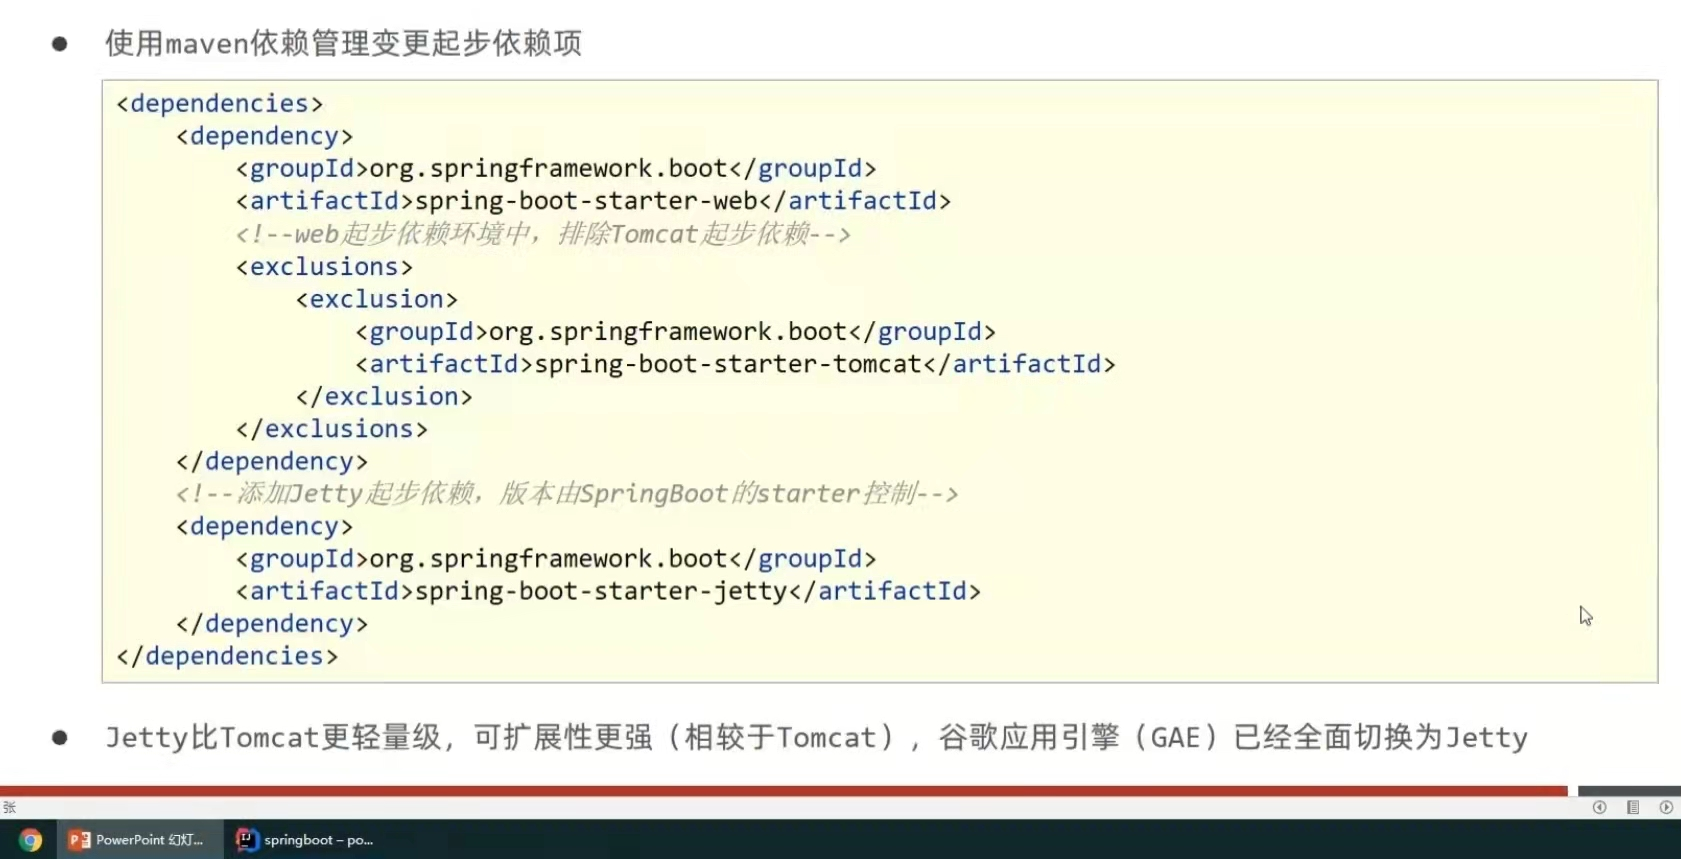 使用maven依赖管理变更起步依赖项
<dependencies>
<dependency>
<groupId>org.springframework.boot</groupId>
<artifactId>spring-boot-starter-web</artifactId>
<!--web起步依赖环境中，排除Tomcat起步依赖-->
<exclusions>
<exclusion>
<groupId>org.springframework.boot</groupId>
<artifactId>spring-boot-starter-tomcat</artifactId>
</exclusion>
</exclusions>
</dependency>
<!--添加Jetty起步依赖，版本由SpringBoot的starter控制-->
<dependency>
<groupId>org.springframework.boot</groupId>
<artifactId>spring-boot-starter-jetty</artifactId>
</dependency>
</dependencies>
Jetty比Tomcat更轻量级，可扩展性更强（相较于Tomcat），谷歌应用引擎（GAE）已经全面切换为Jetty
张
PowerPoint 幻灯...
springboot – po...